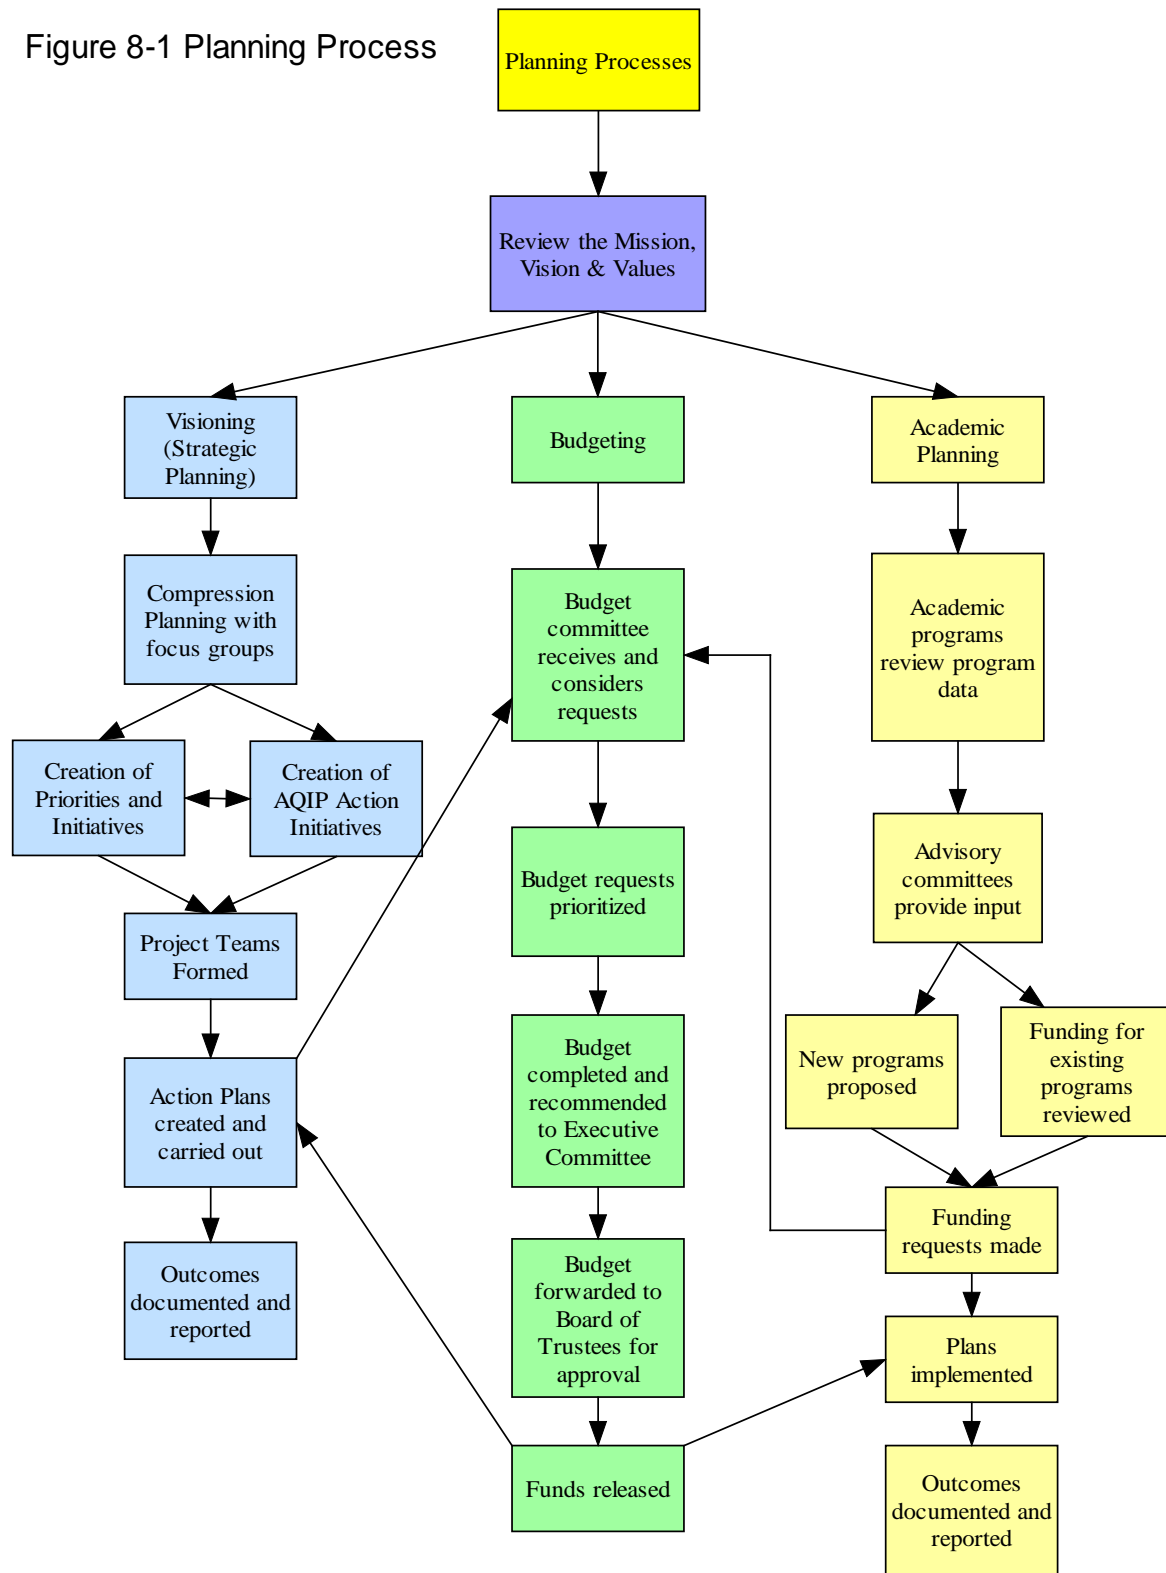 Figure 8-1 Planning Process
Planning Processes
Review the Mission,
Vision & Values
Visioning
(Strategic
Planning)
Budgeting
Academic
Planning
Compression
Planning with
focus groups
Budget
committee
receives and
considers
requests
Academic
programs
review program
data
Creation of
Priorities and
Initiatives
Creation of
AQIP Action
Initiatives
Budget requests
prioritized
Advisory
committees
provide input
Project Teams
Formed
New programs
proposed
Funding for
existing
programs
reviewed
Action Plans
created and
carried out
Budget
completed and
recommended
to Executive
Committee
Funding
requests made
Outcomes
documented and
reported
Budget
forwarded to
Board of
Trustees for
approval
Plans
implemented
Funds released
Outcomes
documented and
reported